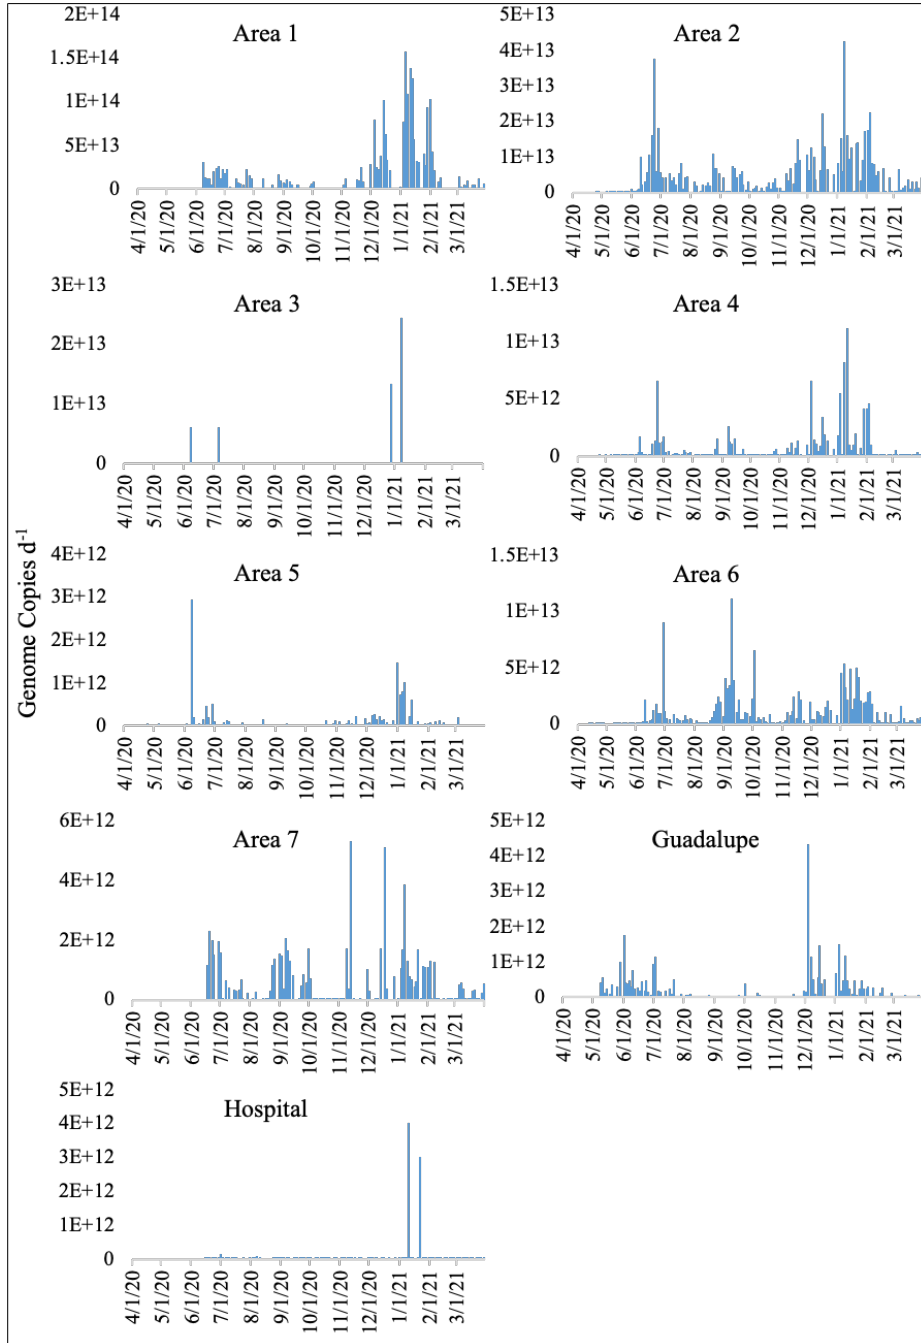 Genome Copies d-1
Area 1
2E+14
1.5E+14
1E+14
5E+13
0
4/1/20 5/1/20 6/1/20 7/1/20 8/1/20 9/1/20 10/1/20 11/1/20 12/1/20 1/1/21 2/1/21 3/1/21
Area 2
5E+13
4E+13
3E+13
2E+13
1E+13
0
4/1/20 5/1/20 6/1/20 7/1/20 8/1/20 9/1/20 10/1/20 11/1/20 12/1/20 1/1/21 2/1/21 3/1/21
Area 3
3E+13
2E+13
1E+13
0
4/1/20 5/1/20 6/1/20 7/1/20 8/1/20 9/1/20 10/1/20 11/1/20 12/1/20 1/1/21 2/1/21 3/1/21
Area 4
1.5E+13
1E+13
5E+12
0
4/1/20 5/1/20 6/1/20 7/1/20 8/1/20 9/1/20 10/1/20 11/1/20 12/1/20 1/1/21 2/1/21 3/1/21
Area 5
4E+12
3E+12
2E+12
1E+12
0
4/1/20 5/1/20 6/1/20 7/1/20 8/1/20 9/1/20 10/1/20 11/1/20 12/1/20 1/1/21 2/1/21 3/1/21
Area 6
1.5E+13
1E+13
5E+12
0
4/1/20 5/1/20 6/1/20 7/1/20 8/1/20 9/1/20 10/1/20 11/1/20 12/1/20 1/1/21 2/1/21 3/1/21
Area 7
6E+12
4E+12
2E+12
0
4/1/20 5/1/20 6/1/20 7/1/20 8/1/20 9/1/20 10/1/20 11/1/20 12/1/20 1/1/21 2/1/21 3/1/21
Guadalupe
5E+12
4E+12
3E+12
2E+12
1E+12
0
4/1/20 5/1/20 6/1/20 7/1/20 8/1/20 9/1/20 10/1/20 11/1/20 12/1/20 1/1/21 2/1/21 3/1/21
Hospital
5E+12
4E+12
3E+12
2E+12
1E+12
0
4/1/20 5/1/20 6/1/20 7/1/20 8/1/20 9/1/20 10/1/20 11/1/20 12/1/20 1/1/21 2/1/21 3/1/21